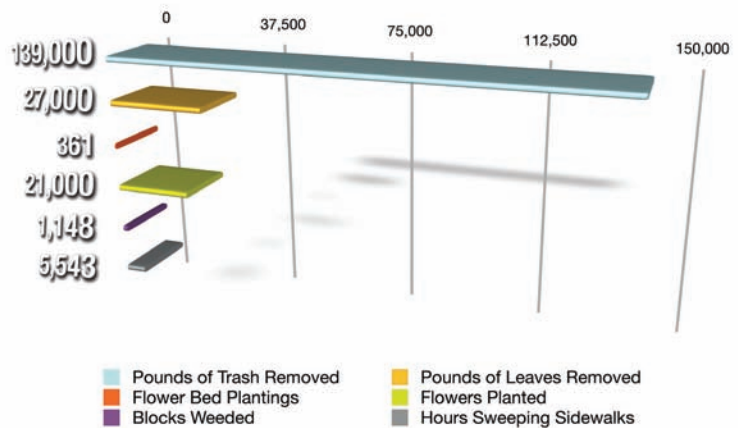 0
37,500
75,000
112,500
150,000
139,000
27,000
361
21,000
1,148
5,543
Pounds of Trash Removed
Pounds of Leaves Removed
Flower Bed Plantings
Flowers Planted
Blocks Weeded
Hours Sweeping Sidewalks